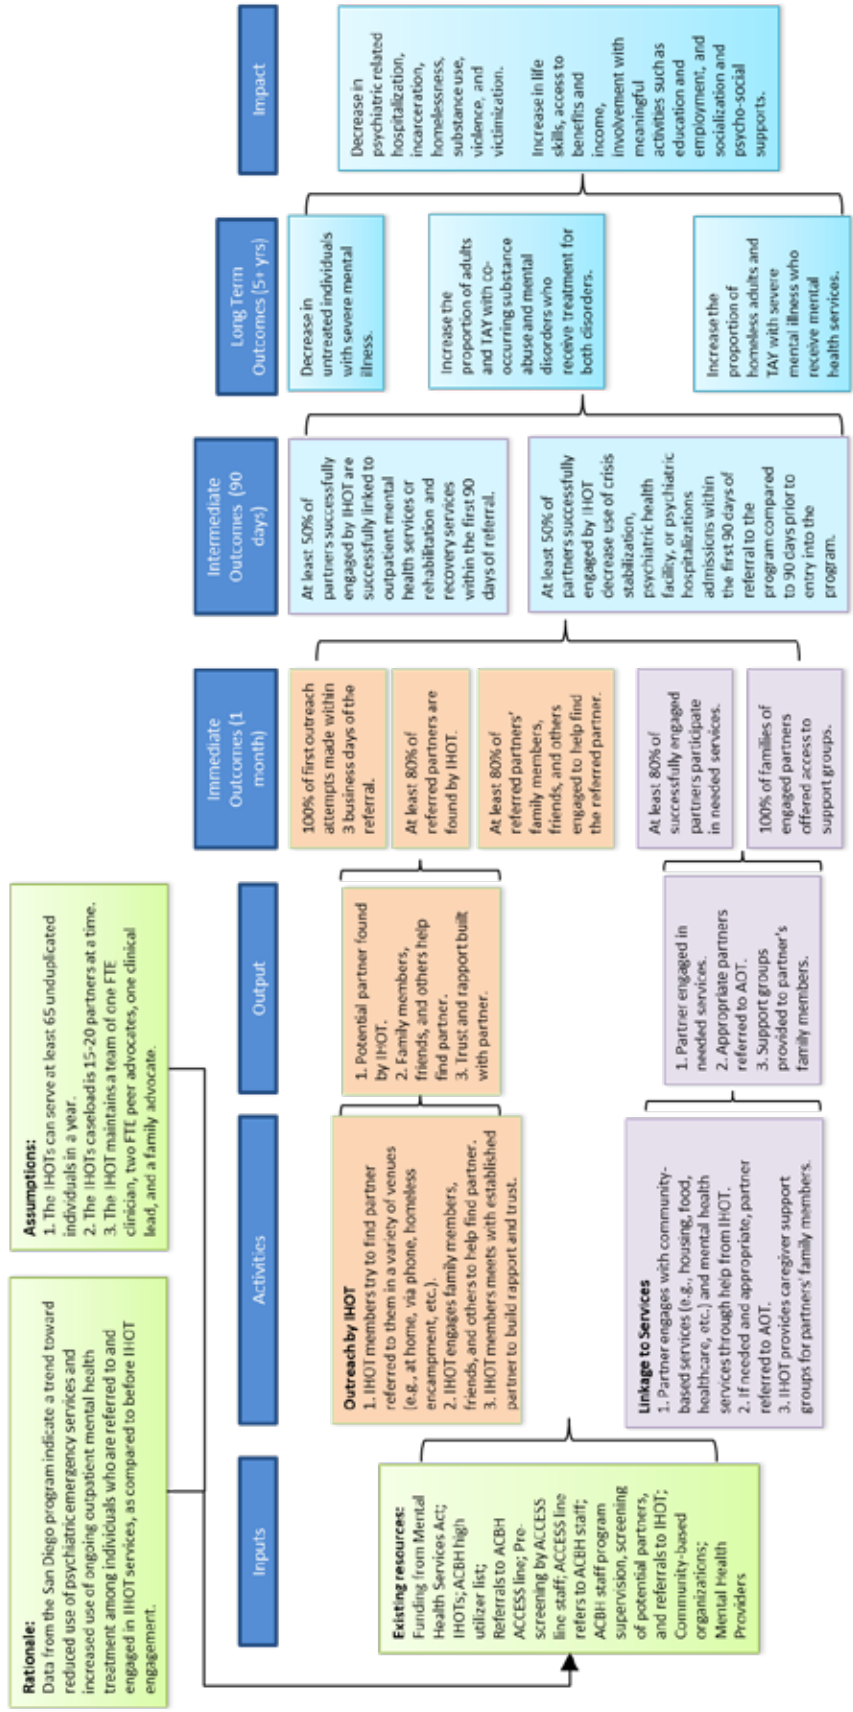 Rationale:
Data from the San Diego program indicate a trend toward
reduced use of psychiatric emergency services and
increased use of ongoing outpatient mental health
treatment among individuals who are referred to and
engaged in IHOT services, as compared to before IHOT
engagement.
Assumptions:
1. The IHOTs can serve at least 65 unduplicated
individuals in a year.
2. The IHOTs caseload is 15-20 partners at a time.
3. The IHOT maintains a team of one FTE
clinician, two FTE peer advocates, one clinical
lead, and a family advocate.
Inputs
Activities
Output
Immediate
Outcomes (1
month)
Intermediate
Outcomes (90
days)
Long Term
Outcomes (5+ yrs)
Impact
Existing resources:
Funding from Mental
Health Services Act;
IHOTs; ACBH high
utilizer list;
Referrals to ACBH
ACCESS line; Pre-
screening by ACCESS
line staff; ACCESS line
refers to ACBH staff;
ACBH staff program
supervision, screening
of potential partners,
and referrals to IHOT;
Community-based
organizations;
Mental Health
Providers
Outreach by IHOT
1. IHOT members try to find partner
referred to them in a variety of venues
(e.g., at home, via phone, homeless
encampment, etc.).
2. IHOT engages family members,
friends, and others to help find partner.
3. IHOT members meets with established
partner to build rapport and trust.
Linkage to Services
1. Partner engages with community-
based services (e.g., housing, food,
healthcare, etc.) and mental health
services through help from IHOT.
2. If needed and appropriate, partner
referred to AOT.
3. IHOT provides caregiver support
groups for partners' family members.
1. Potential partner found
by IHOT.
2. Family members,
friends, and others help
find partner.
3. Trust and rapport built
with partner.
1. Partner engaged in
needed services.
2. Appropriate partners
referred to AOT.
3. Support groups
provided to partner's
family members.
100% of first outreach
attempts made within
3 business days of the
referral.
At least 80% of
referred partners are
found by IHOT.
At least 80% of
referred partners'
family members,
friends, and others
engaged to help find
the referred partner.
At least 80% of
successfully engaged
partners participate
in needed services.
100% of families of
engaged partners
offered access to
support groups.
At least 50% of
partners successfully
engaged by IHOT are
successfully linked to
outpatient mental
health services or
rehabilitation and
recovery services
within the first 90
days of referral.
At least 50% of
partners successfully
engaged by IHOT
decrease use of crisis
stabilization,
psychiatric health
facility, or psychiatric
hospitalizations
admissions within
the first 90 days of
referral to the
program compared
to 90 days prior to
entry into the
program.
Decrease in
untreated individuals
with severe mental
illness.
Increase the
proportion of adults
and TAY with co-
occurring substance
abuse and mental
disorders who
receive treatment for
both disorders.
Increase the
proportion of
homeless adults and
TAY with severe
mental illness who
receive mental
health services.
Decrease in
psychiatric related
hospitalization,
incarceration,
homelessness,
substance use,
violence, and
victimization.
Increase in life
skills, access to
benefits and
income,
involvement with
meaningful
activities such as
education and
employment, and
socialization and
psycho-social
supports.